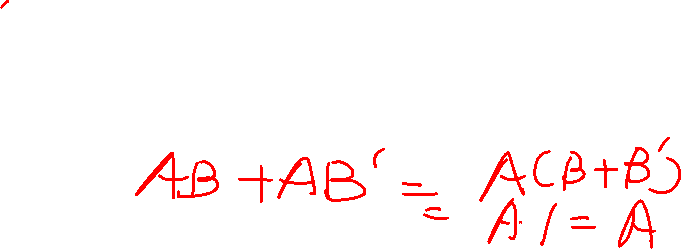 AB + AB' = A(B+B')
= A.1 = A